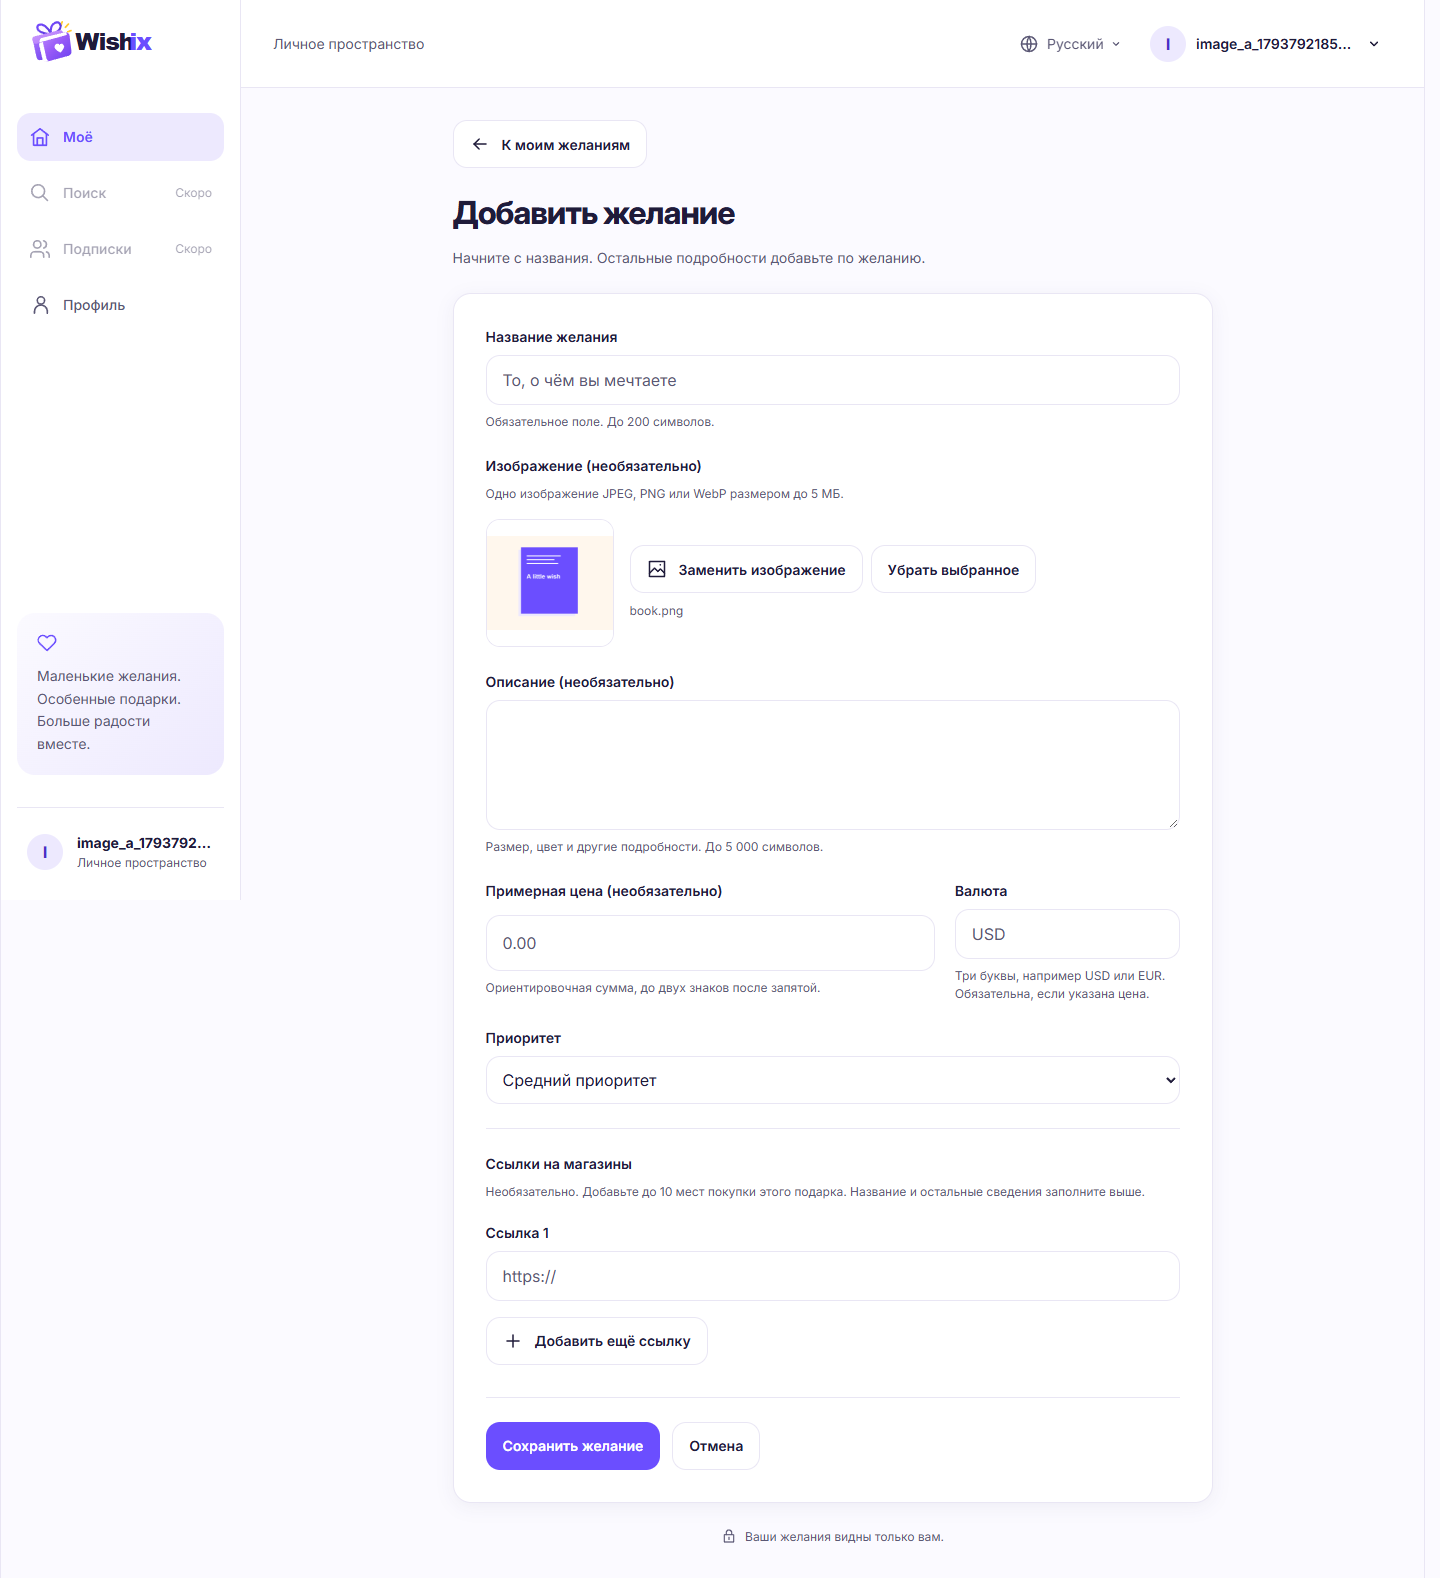 Wishix
Личное пространство
Русский
I
image_a_1793792185...
Моё
Поиск
Скоро
Подписки
Скоро
Профиль
Маленькие желания.
Особенные подарки.
Больше радости
вместе.
I
image_a_1793792...
Личное пространство
К моим желаниям
Добавить желание
Начните с названия. Остальные подробности добавьте по желанию.
Название желания
То, о чём вы мечтаете
Обязательное поле. До 200 символов.
Изображение (необязательно)
Одно изображение JPEG, PNG или WebP размером до 5 МБ.
A little wish
Заменить изображение
Убрать выбранное
book.png
Описание (необязательно)
Размер, цвет и другие подробности. До 5 000 символов.
Примерная цена (необязательно)
0.00
Ориентировочная сумма, до двух знаков после запятой.
Валюта
USD
Три буквы, например USD или EUR.
Обязательна, если указана цена.
Приоритет
Средний приоритет
Ссылки на магазины
Необязательно. Добавьте до 10 мест покупки этого подарка. Название и остальные сведения заполните выше.
Ссылка 1
https://
Добавить ещё ссылку
Сохранить желание
Отмена
Ваши желания видны только вам.